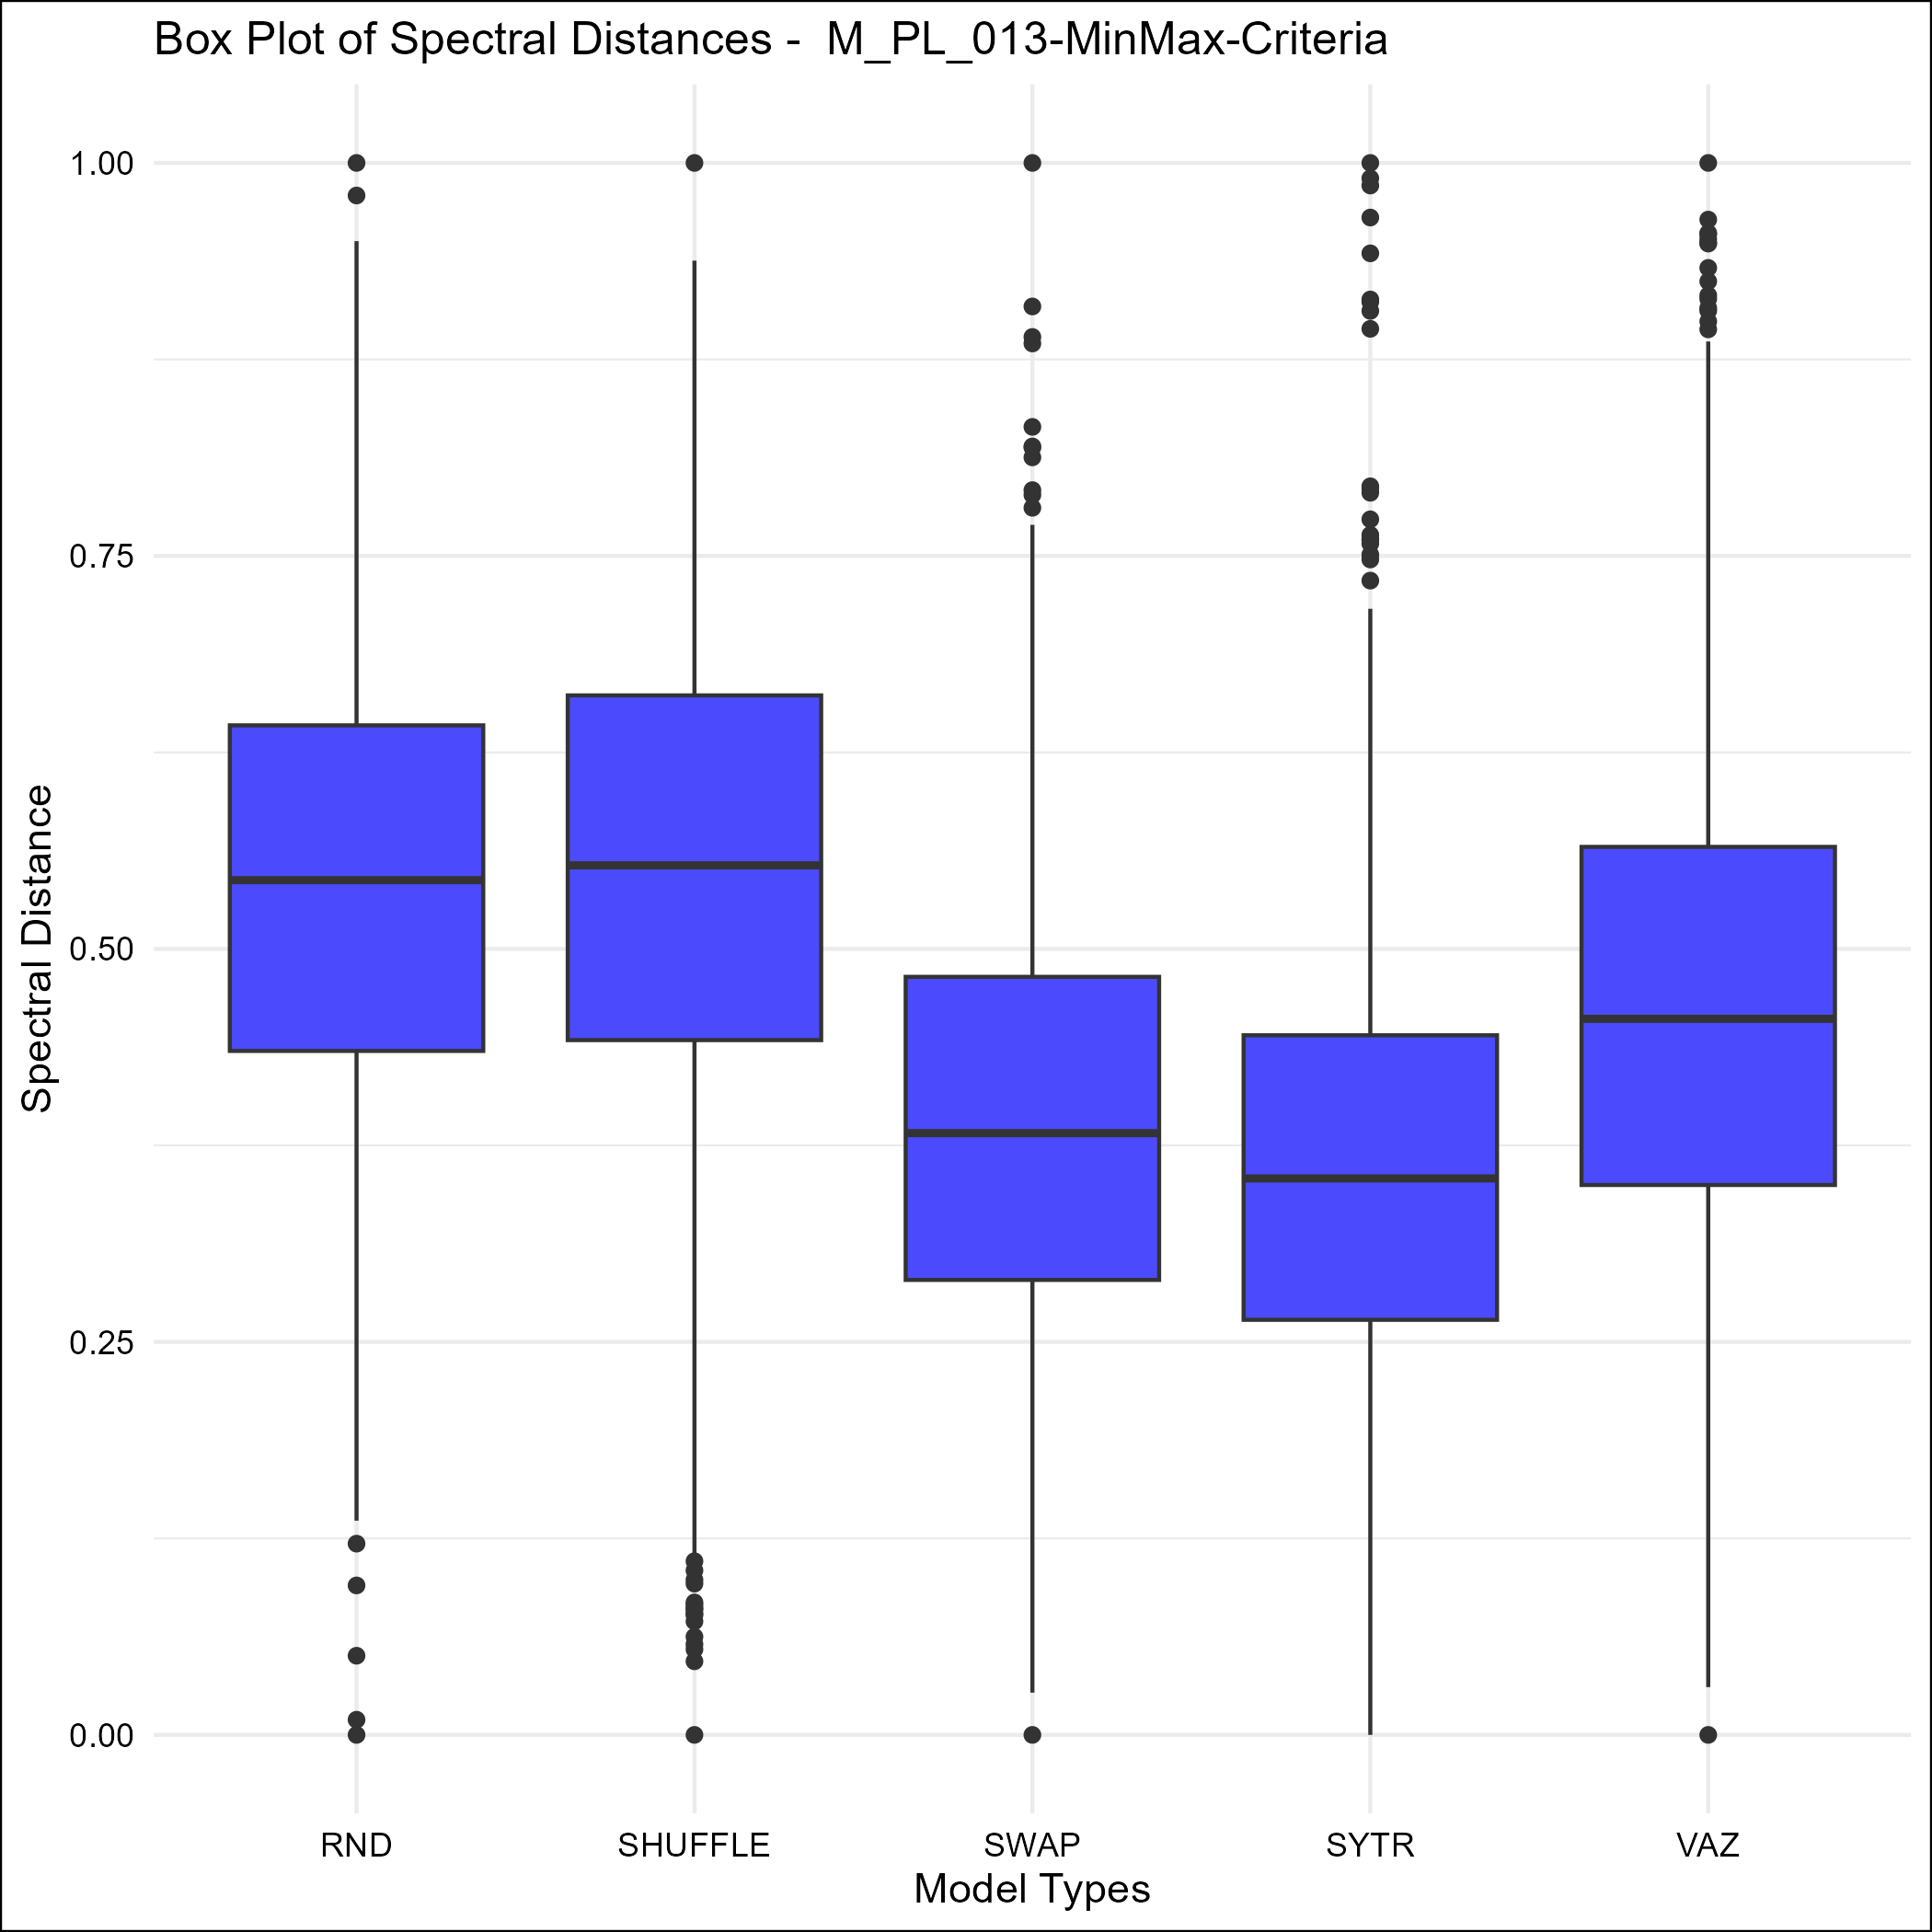 Box Plot of Spectral Distances -  M_PL_013-MinMax-Criteria
Spectral Distance
1.00
0.75
0.50
0.25
0.00
RND SHUFFLE SWAP SYTR VAZ
Model Types